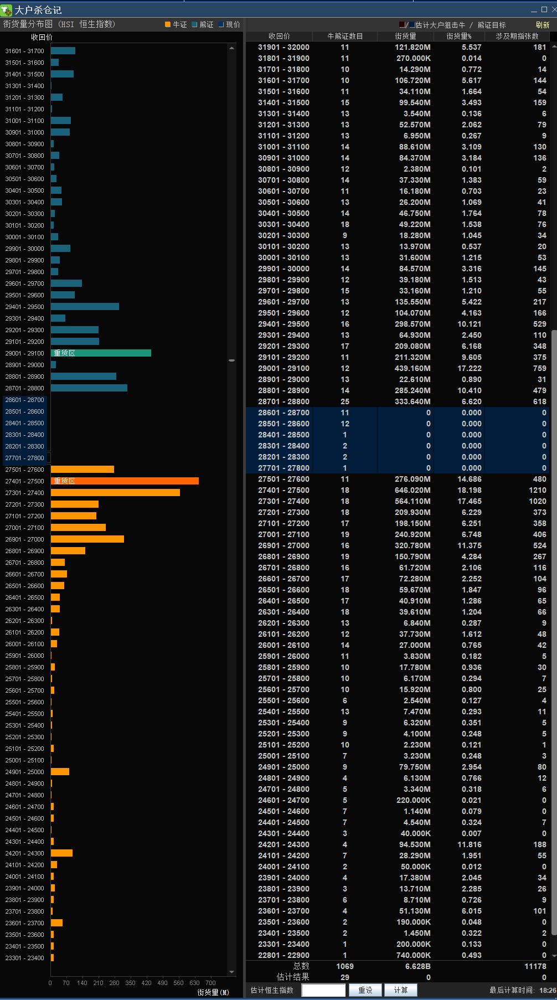 大户杀仓记
街货量分布图 (HSI 恒生指数)
牛证 熊证 现价
收回价
31601 - 31700
31501 - 31600
31401 - 31500
31301 - 31400
31201 - 31300
31101 - 31200
31001 - 31100
30901 - 31000
30801 - 30900
30701 - 30800
30601 - 30700
30501 - 30600
30401 - 30500
30301 - 30400
30201 - 30300
30101 - 30200
30001 - 30100
29901 - 30000
29801 - 29900
29701 - 29800
29601 - 29700
29501 - 29600
29401 - 29500
29301 - 29400
29201 - 29300
29101 - 29200
29001 - 29100 重货区
28901 - 29000
28801 - 28900
28701 - 28800
28601 - 28700
28501 - 28600
28401 - 28500
28301 - 28400
28201 - 28300
27701 - 27800
27501 - 27600
27401 - 27500 重货区
27301 - 27400
27201 - 27300
27101 - 27200
27001 - 27100
26901 - 27000
26801 - 26900
26701 - 26800
26601 - 26700
26501 - 26600
26401 - 26500
26301 - 26400
26201 - 26300
26101 - 26200
26001 - 26100
25901 - 26000
25801 - 25900
25701 - 25800
25601 - 25700
25501 - 25600
25401 - 25500
25301 - 25400
25201 - 25300
25101 - 25200
25001 - 25100
24901 - 25000
24801 - 24900
24701 - 24800
24601 - 24700
24501 - 24600
24401 - 24500
24301 - 24400
24201 - 24300
24101 - 24200
24001 - 24100
23901 - 24000
23801 - 23900
23701 - 23800
23601 - 23700
23501 - 23600
23401 - 23500
23301 - 23400
0 70 140 210 280 350 420 490 560 630 700
街货量(M)
/ 估计大户狙击牛 / 熊证目标 刷新
收回价 牛熊证数目 街货量 街货量% 涉及期指张数
31901 - 32000 11 121.820M 5.537 181
31801 - 31900 11 270.000K 0.014 0
31701 - 31800 10 14.290M 0.772 14
31601 - 31700 10 106.720M 5.617 144
31501 - 31600 11 34.110M 1.664 54
31401 - 31500 15 99.540M 3.493 159
31301 - 31400 13 3.540M 0.136 6
31201 - 31300 13 52.570M 2.062 79
31101 - 31200 13 6.950M 0.267 9
31001 - 31100 14 88.610M 3.109 130
30901 - 31000 14 84.370M 3.184 136
30801 - 30900 12 2.380M 0.101 2
30701 - 30800 14 37.330M 1.383 59
30601 - 30700 11 16.180M 0.703 23
30501 - 30600 13 26.200M 1.069 41
30401 - 30500 14 46.750M 1.764 78
30301 - 30400 18 49.220M 1.538 76
30201 - 30300 9 18.280M 1.045 34
30101 - 30200 13 13.970M 0.537 20
30001 - 30100 13 31.600M 1.215 53
29901 - 30000 14 84.570M 3.316 145
29801 - 29900 12 39.180M 1.513 43
29701 - 29800 15 33.160M 1.210 55
29601 - 29700 13 135.550M 5.422 217
29501 - 29600 12 104.070M 4.163 166
29401 - 29500 16 298.570M 10.121 529
29301 - 29400 13 64.930M 2.450 110
29201 - 29300 17 209.080M 6.168 348
29101 - 29200 11 211.320M 9.605 375
29001 - 29100 12 439.160M 17.222 759
28901 - 29000 13 22.610M 0.890 31
28801 - 28900 14 285.240M 10.410 479
28701 - 28800 25 333.640M 6.620 618
28601 - 28700 11 0 0.000 0
28501 - 28600 12 0 0.000 0
28401 - 28500 1 0 0.000 0
28301 - 28400 2 0 0.000 0
28201 - 28300 2 0 0.000 0
27701 - 27800 1 0 0.000 0
27501 - 27600 11 276.090M 14.686 480
27401 - 27500 18 646.020M 18.198 1210
27301 - 27400 18 564.110M 17.465 1020
27201 - 27300 18 209.930M 6.229 373
27101 - 27200 17 198.150M 6.251 358
27001 - 27100 19 240.920M 6.748 406
26901 - 27000 16 320.780M 11.375 524
26801 - 26900 19 150.790M 4.284 267
26701 - 26800 16 61.720M 2.106 116
26601 - 26700 17 72.280M 2.252 104
26501 - 26600 18 59.670M 1.847 96
26401 - 26500 17 40.910M 1.286 65
26301 - 26400 18 39.610M 1.204 66
26201 - 26300 13 6.840M 0.287 9
26101 - 26200 12 37.730M 1.612 48
26001 - 26100 14 27.000M 0.765 42
25901 - 26000 11 3.830M 0.182 5
25801 - 25900 10 17.780M 0.936 30
25701 - 25800 10 6.170M 0.294 7
25601 - 25700 10 15.920M 0.800 25
25501 - 25600 6 2.540M 0.127 4
25401 - 25500 13 7.470M 0.293 11
25301 - 25400 9 6.320M 0.351 5
25201 - 25300 9 4.100M 0.248 5
25101 - 25200 10 2.230M 0.121 1
25001 - 25100 7 3.230M 0.248 3
24901 - 25000 9 79.750M 2.954 80
24801 - 24900 4 6.130M 0.766 12
24701 - 24800 5 3.340M 0.318 6
24601 - 24700 5 220.000K 0.021 0
24501 - 24600 7 1.140M 0.079 0
24401 - 24500 7 4.540M 0.324 7
24301 - 24400 3 40.000K 0.007 0
24201 - 24300 4 94.530M 11.816 188
24101 - 24200 7 28.290M 1.951 55
24001 - 24100 2 50.000K 0.012 0
23901 - 24000 4 17.380M 2.045 34
23801 - 23900 3 13.710M 2.285 26
23701 - 23800 6 8.710M 0.726 9
23601 - 23700 4 51.130M 6.015 101
23501 - 23600 2 190.000K 0.048 0
23401 - 23500 2 1.450M 0.322 2
23301 - 23400 1 200.000K 0.133 0
22801 - 22900 1 740.000K 0.493 0
总数 1069 6.628B 11178
估计结果 29 0 0
估计恒生指数 重设 计算 最后计算时间: 18:26